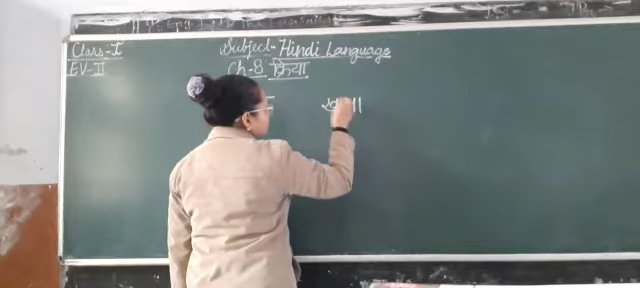 Class-I
Subject- Hindi Language
EV-II
Ch-8 क्रिया